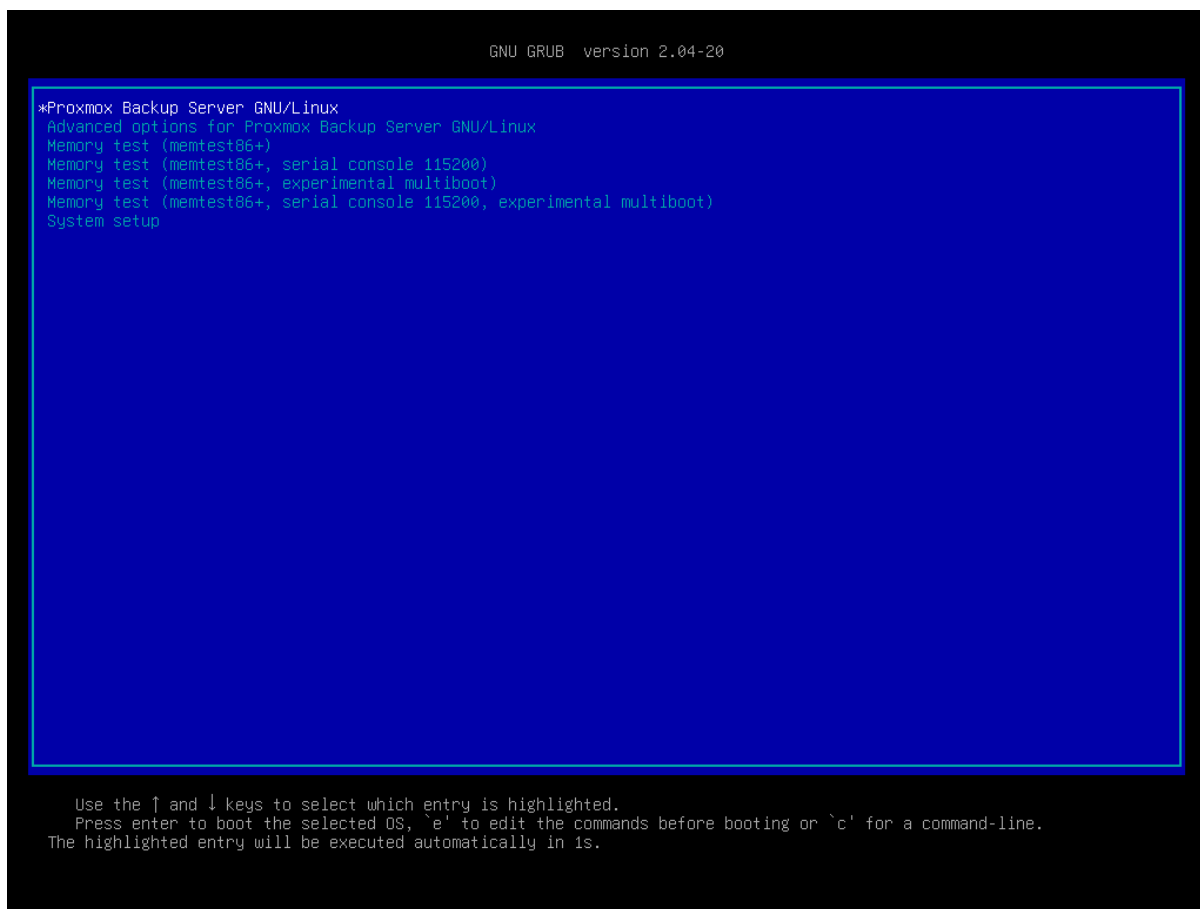 GNU GRUB  version 2.04-20
*Proxmox Backup Server GNU/Linux
Advanced options for Proxmox Backup Server GNU/Linux
Memory test (memtest86+)
Memory test (memtest86+, serial console 115200)
Memory test (memtest86+, experimental multiboot)
Memory test (memtest86+, serial console 115200, experimental multiboot)
System setup
Use the ↑ and ↓ keys to select which entry is highlighted.
Press enter to boot the selected OS, `e' to edit the commands before booting or `c' for a command-line.
The highlighted entry will be executed automatically in 1s.